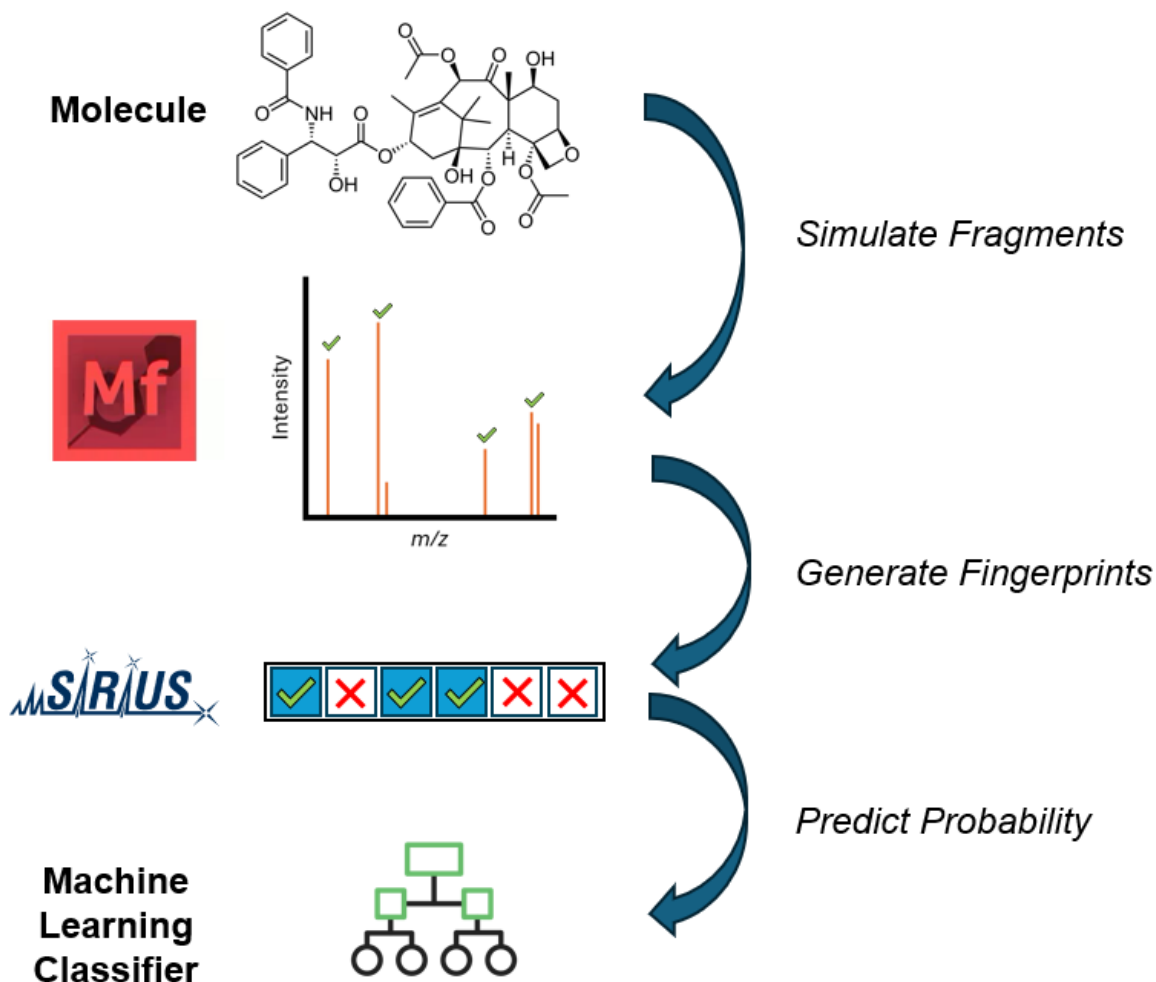 Molecule
O
O
O
OH
O
NH
O
O
H
O
OH
OH
O
O
O
O
O
Simulate Fragments
Mf
Intensity
m/z
Generate Fingerprints
SIRIUS
Predict Probability
Machine
Learning
Classifier